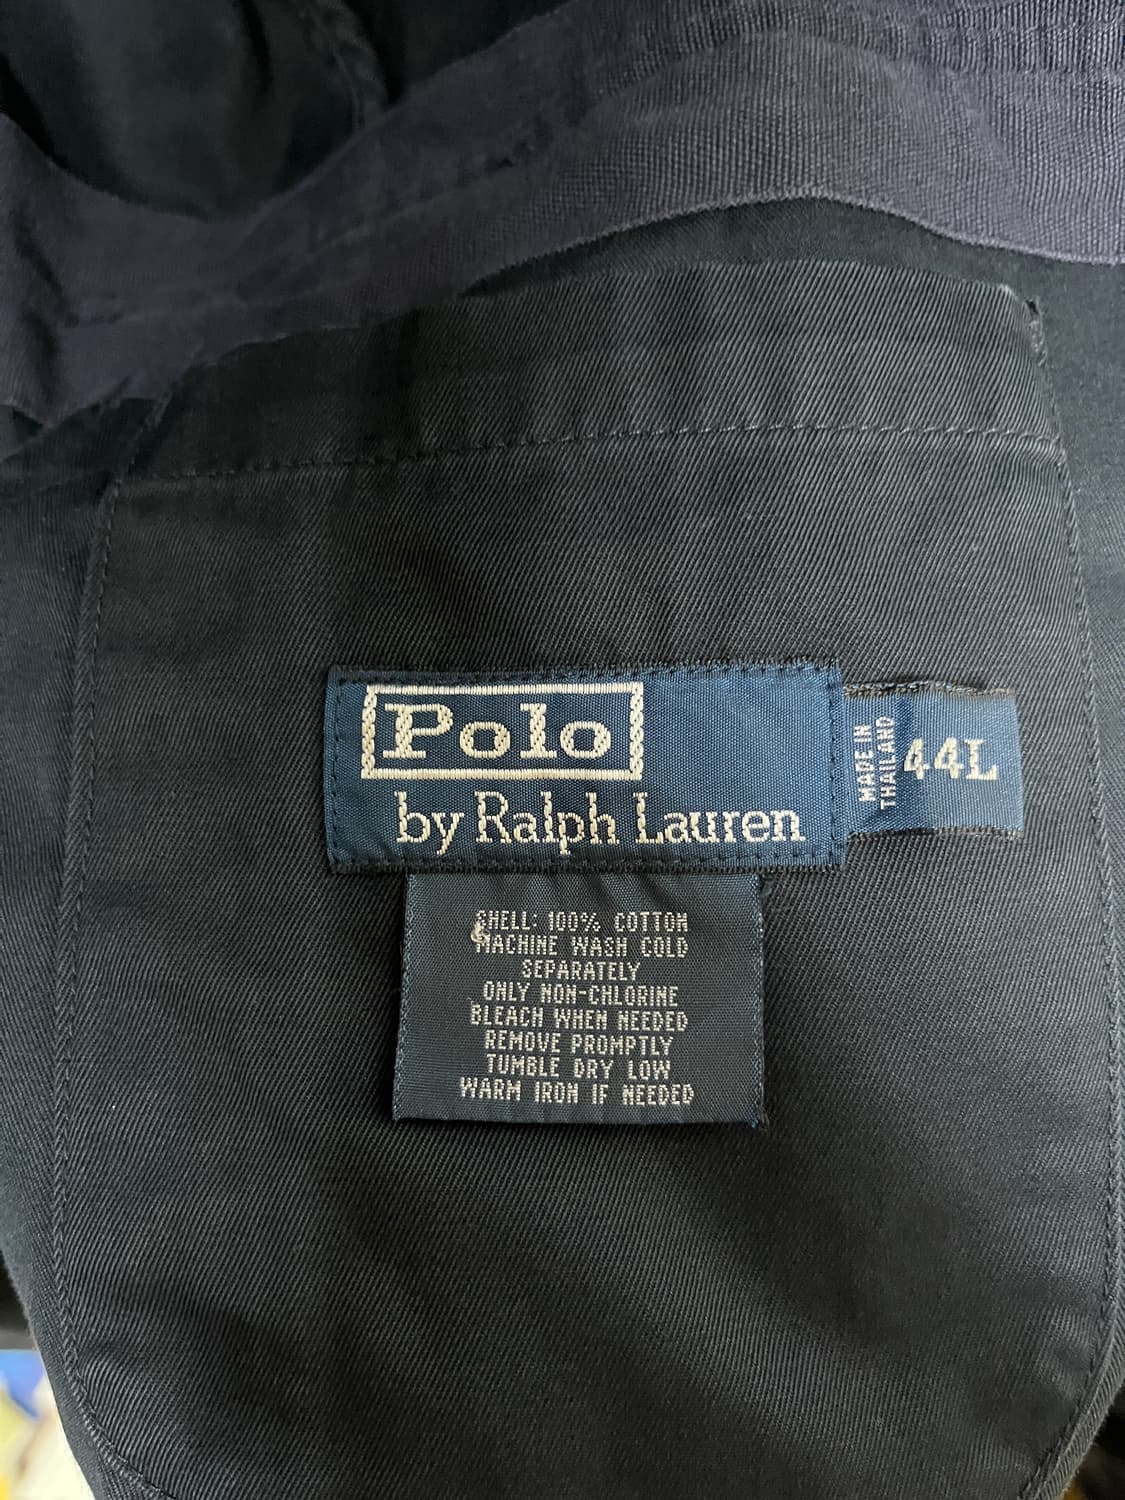 Polo
by Ralph Lauren
MADE IN
THAILAND
44L
SHELL: 100% COTTON
MACHINE WASH COLD
SEPARATELY
ONLY NON-CHLORINE
BLEACH WHEN NEEDED
REMOVE PROMPTLY
TUMBLE DRY LOW
WARM IRON IF NEEDED